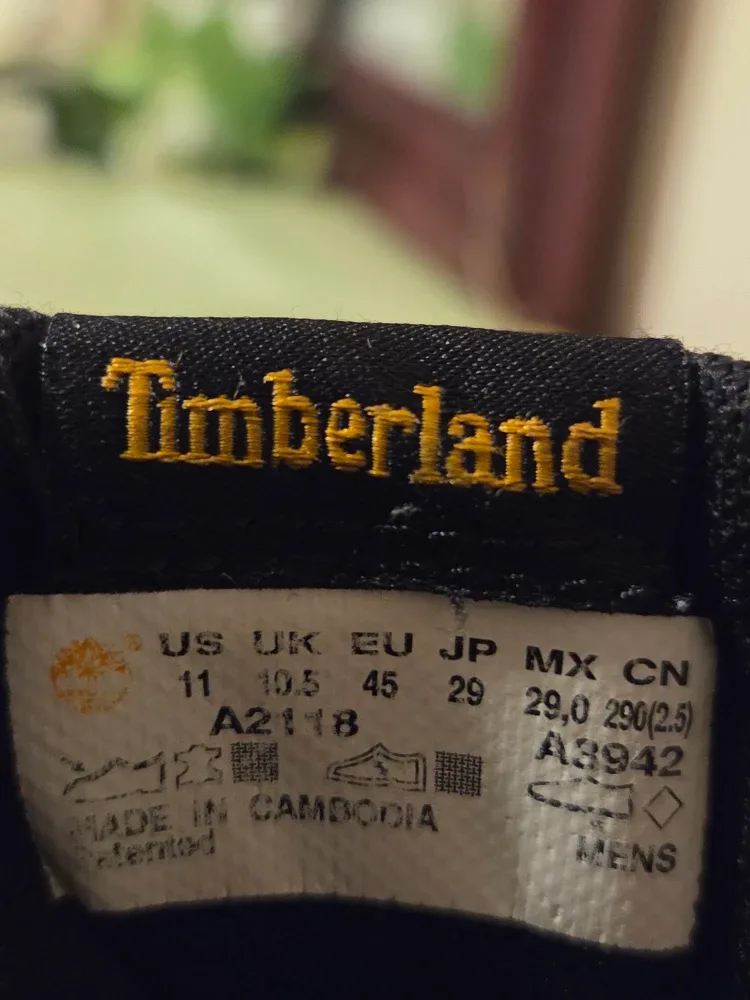 Timberland
US UK EU JP MX CN
11 10.5 45 29 29,0 290(2.5)
A2118 A3942
MADE IN CAMBODIA
Patented
MENS